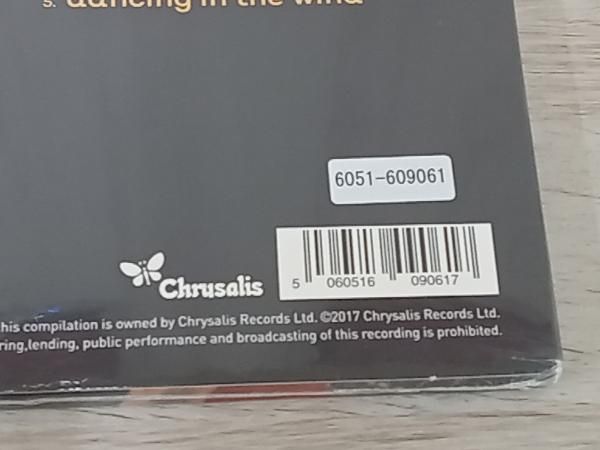 5. dancing in the wind
6051-609061
5 060516 090617
Chrysalis
his compilation is owned by Chrysalis Records Ltd. ©2017 Chrysalis Records Ltd.
ring,lending, public performance and broadcasting of this recording is prohibited.